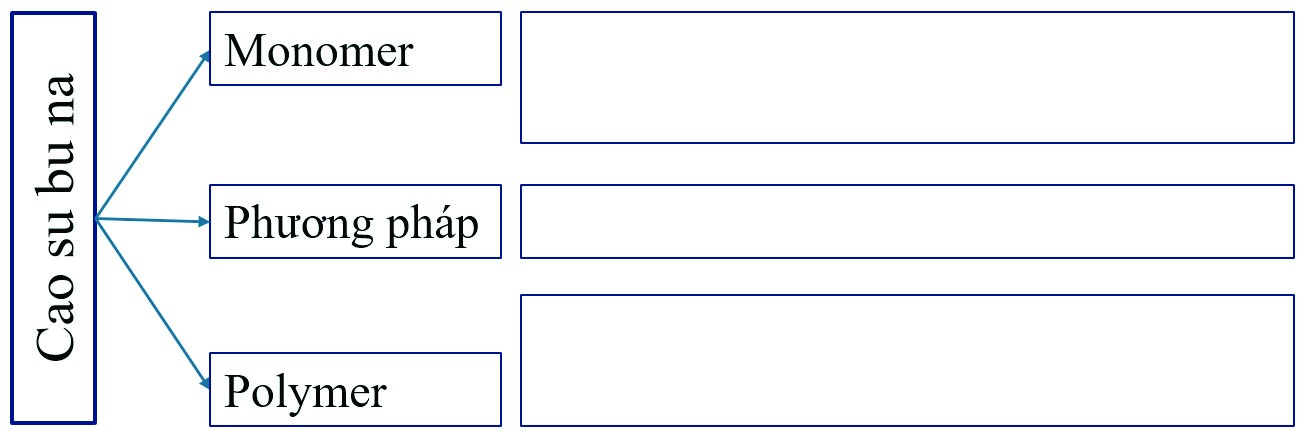 Cao su bu na
Monomer
Phương pháp
Polymer